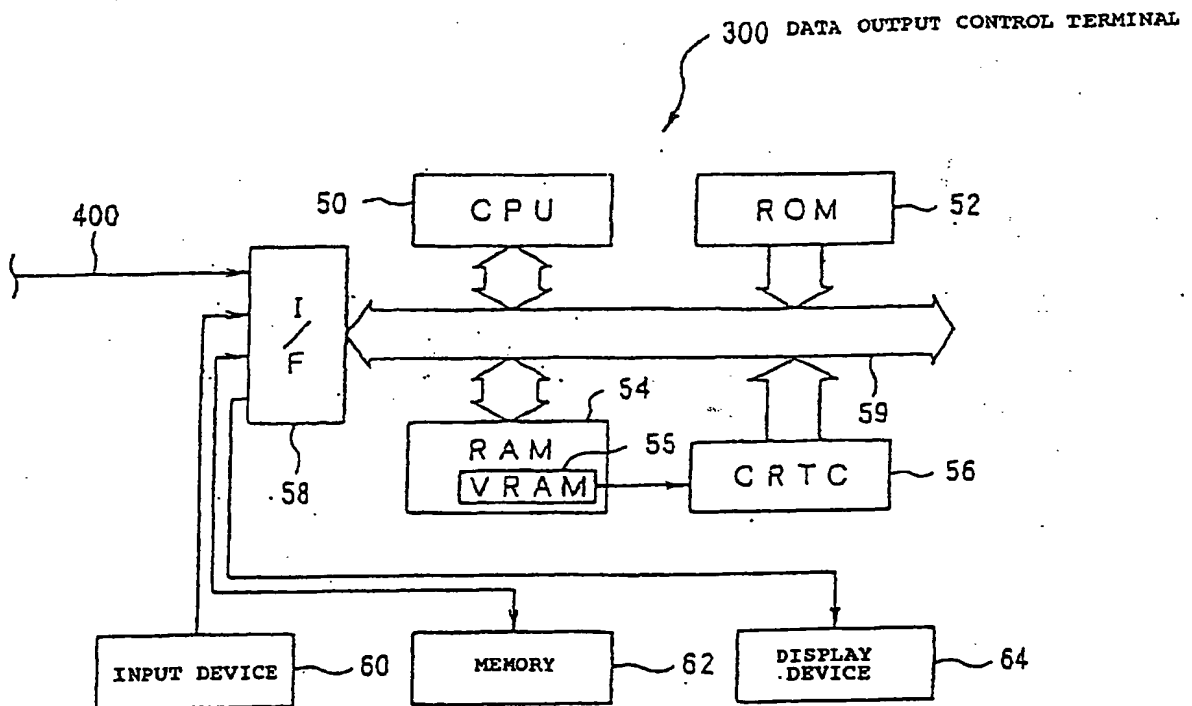 300 DATA OUTPUT CONTROL TERMINAL
50
CPU
ROM
52
400
I/F
58
59
54
RAM
55
VRAM
CRTC
56
INPUT DEVICE
60
MEMORY
62
DISPLAY
DEVICE
64